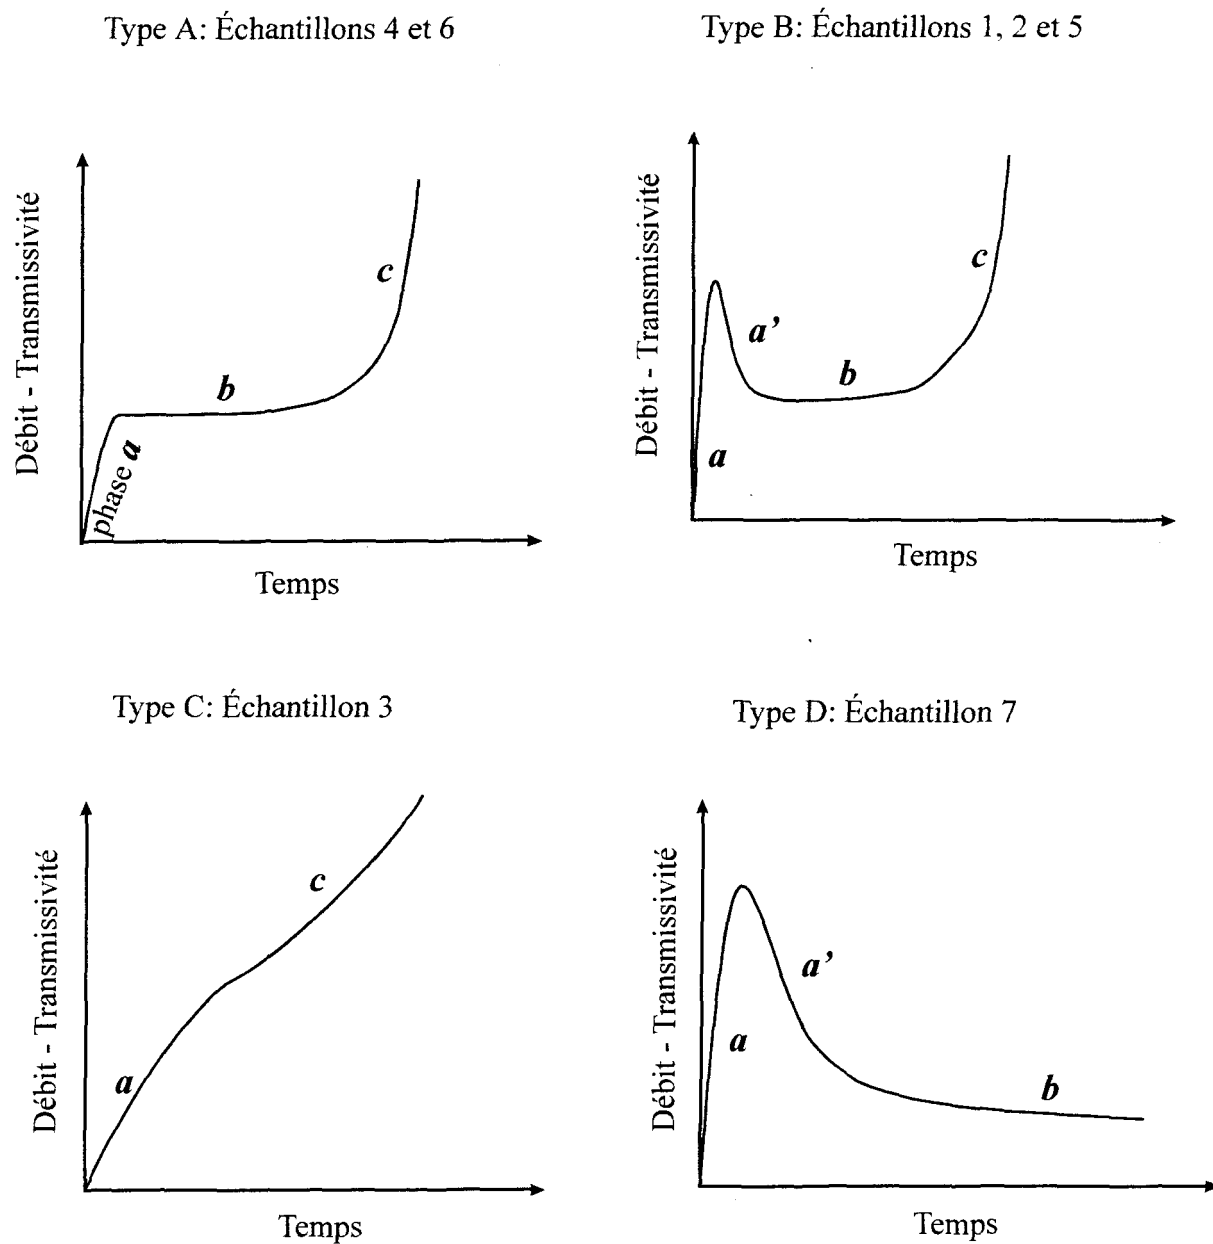 Type A: Échantillons 4 et 6
Type B: Échantillons 1, 2 et 5
Débit - Transmissivité
phase a
b
c
Temps
Débit - Transmissivité
a
a’
b
c
Temps
Type C: Échantillon 3
Type D: Échantillon 7
Débit - Transmissivité
a
c
Temps
Débit - Transmissivité
a
a’
b
Temps